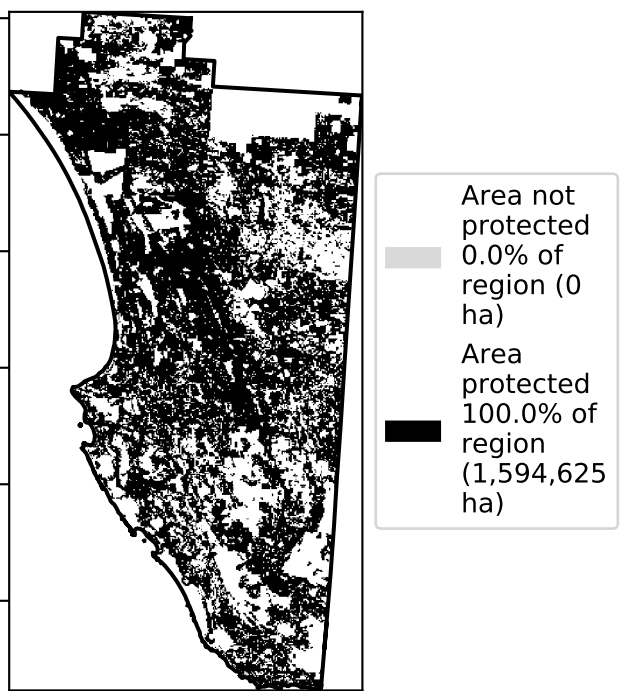 Area not
protected
0.0% of
region (0
ha)
Area
protected
100.0% of
region
(1,594,625
ha)